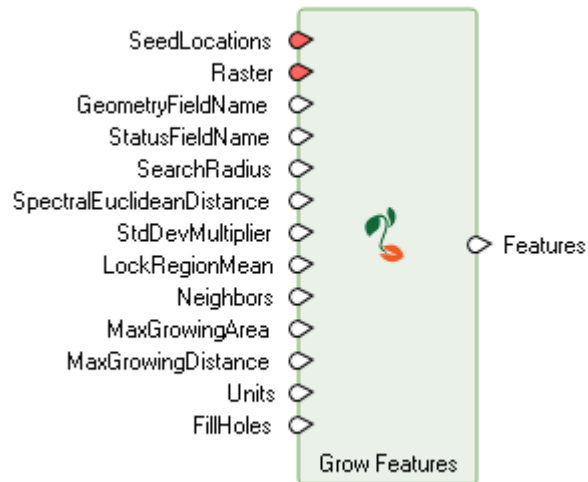 SeedLocations
Raster
GeometryFieldName
StatusFieldName
SearchRadius
SpectralEuclideanDistance
StdDevMultiplier
LockRegionMean
Neighbors
MaxGrowingArea
MaxGrowingDistance
Units
FillHoles
Features
Grow Features